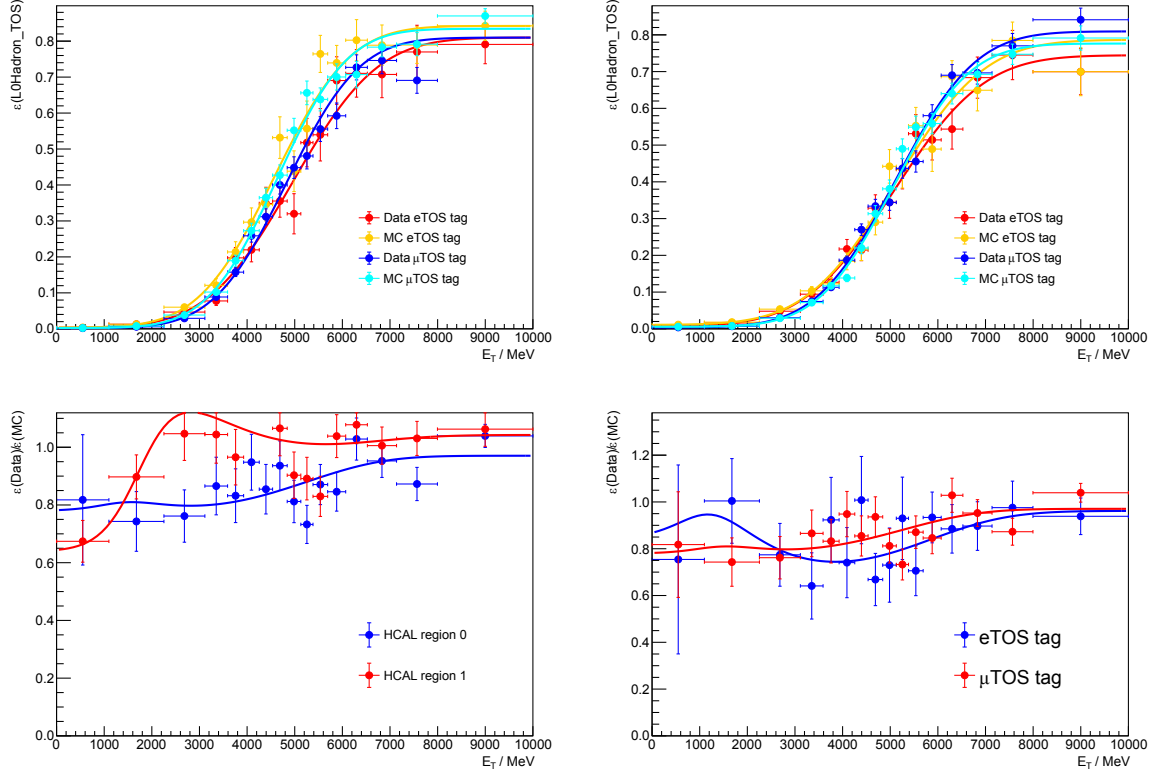 ε(L0Hadron_TOS)
0.8
0.7
0.6
0.5
0.4
0.3
0.2
0.1
0.0
Data eTOS tag
MC eTOS tag
Data μTOS tag
MC μTOS tag
0 1000 2000 3000 4000 5000 6000 7000 8000 9000 10000
E_T / MeV
ε(L0Hadron_TOS)
0.8
0.7
0.6
0.5
0.4
0.3
0.2
0.1
0.0
Data eTOS tag
MC eTOS tag
Data μTOS tag
MC μTOS tag
0 1000 2000 3000 4000 5000 6000 7000 8000 9000 10000
E_T / MeV
ε(Data)/ε(MC)
1.0
0.8
0.6
0.4
0.2
0.0
HCAL region 0
HCAL region 1
0 1000 2000 3000 4000 5000 6000 7000 8000 9000 10000
E_T / MeV
ε(Data)/ε(MC)
1.2
1.0
0.8
0.6
0.4
0.2
0.0
eTOS tag
μTOS tag
0 1000 2000 3000 4000 5000 6000 7000 8000 9000 10000
E_T / MeV